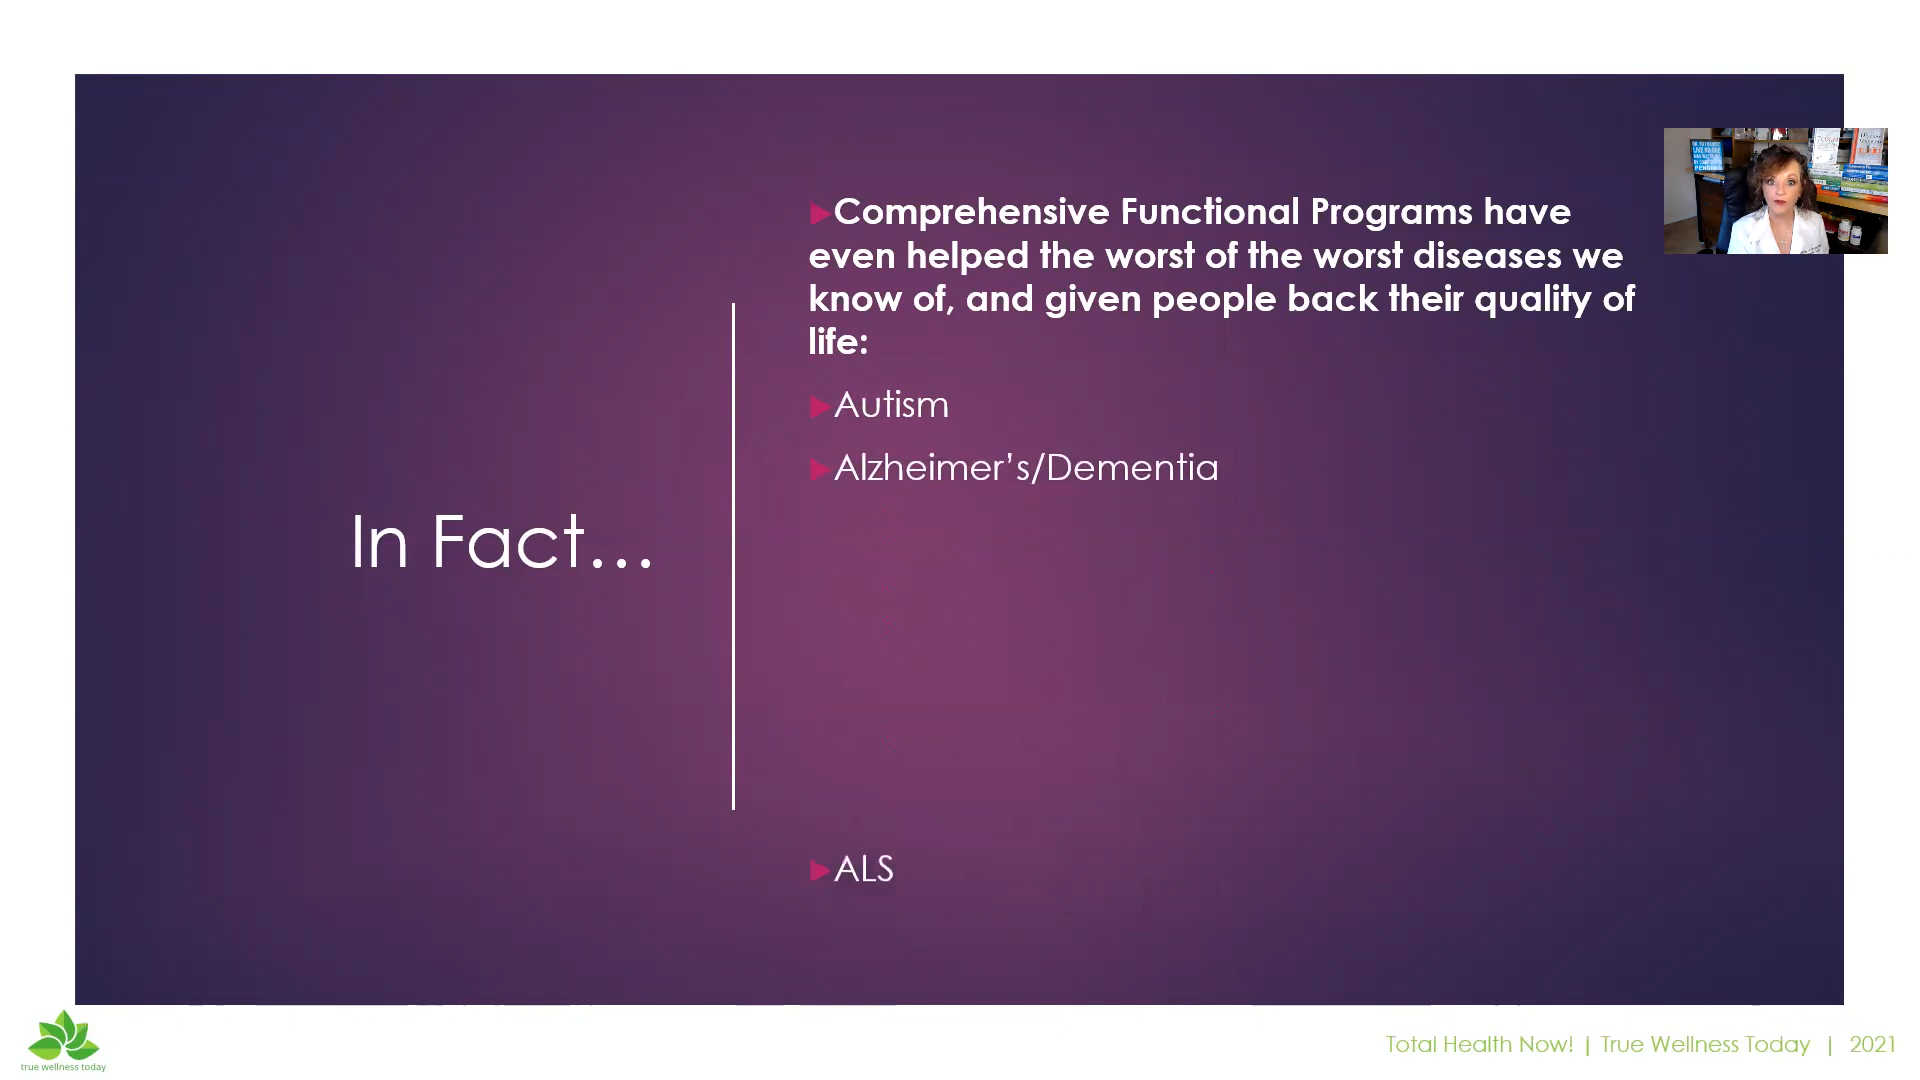 ▶Comprehensive Functional Programs have
even helped the worst of the worst diseases we
know of, and given people back their quality of
life:
▶Autism
▶Alzheimer’s/Dementia
In Fact…
▶ALS
true wellness today
Total Health Now! | True Wellness Today | 2021